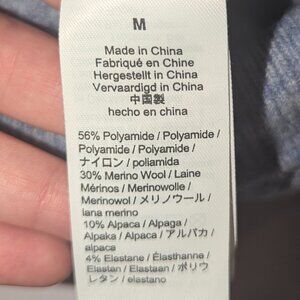 M
Made in China
Fabriqué en Chine
Hergestellt in China
Vervaardigd in China
中国製
hecho en china
56% Polyamide / Polyamide /
Polyamide / Polyamide /
ナイロン / poliamida
30% Merino Wool / Laine
Mérinos / Merinowolle /
Merinowol / メリノウール /
lana merino
10% Alpaca / Alpaga /
Alpaka / Alpaca / アルパカ /
alpaca
4% Elastane / Élasthanne /
Elastan / Elastaan / ポリウ
レタン / elastano